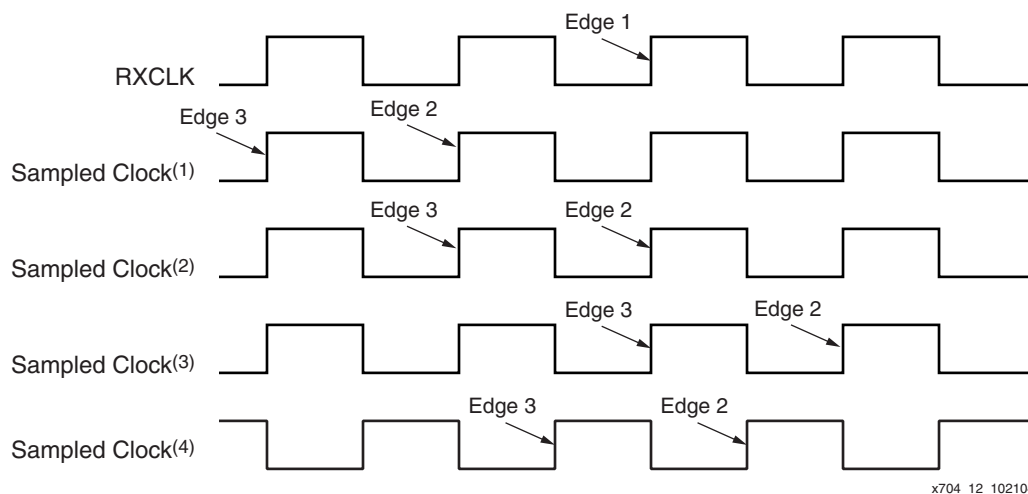 Edge 1
RXCLK
Edge 3
Edge 2
Sampled Clock(1)
Edge 3
Edge 2
Sampled Clock(2)
Edge 3
Edge 2
Sampled Clock(3)
Edge 3
Edge 2
Sampled Clock(4)
x704_12_10210